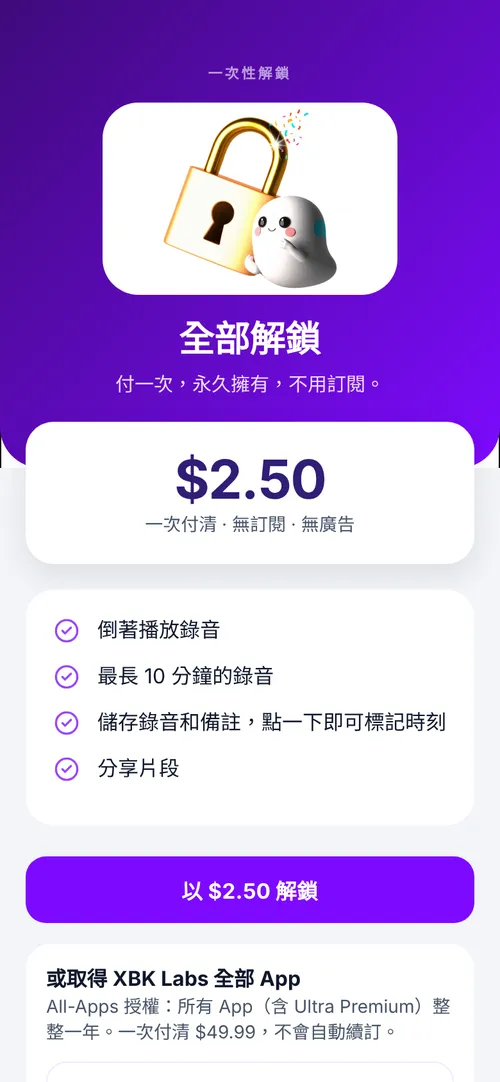 一次性解鎖
全部解鎖
付一次，永久擁有，不用訂閱。
$2.50
一次付清 · 無訂閱 · 無廣告
倒著播放錄音
最長 10 分鐘的錄音
儲存錄音和備註，點一下即可標記時刻
分享片段
以 $2.50 解鎖
或取得 XBK Labs 全部 App
All-Apps 授權：所有 App（含 Ultra Premium）整
整一年。一次付清 $49.99，不會自動續訂。